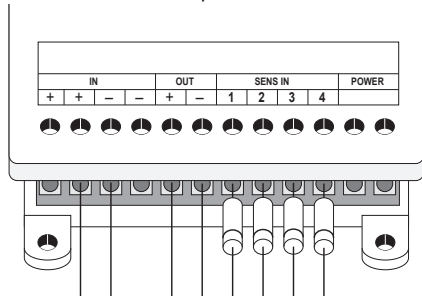 IN OUT SENS IN POWER
+ + – – + – 1 2 3 4